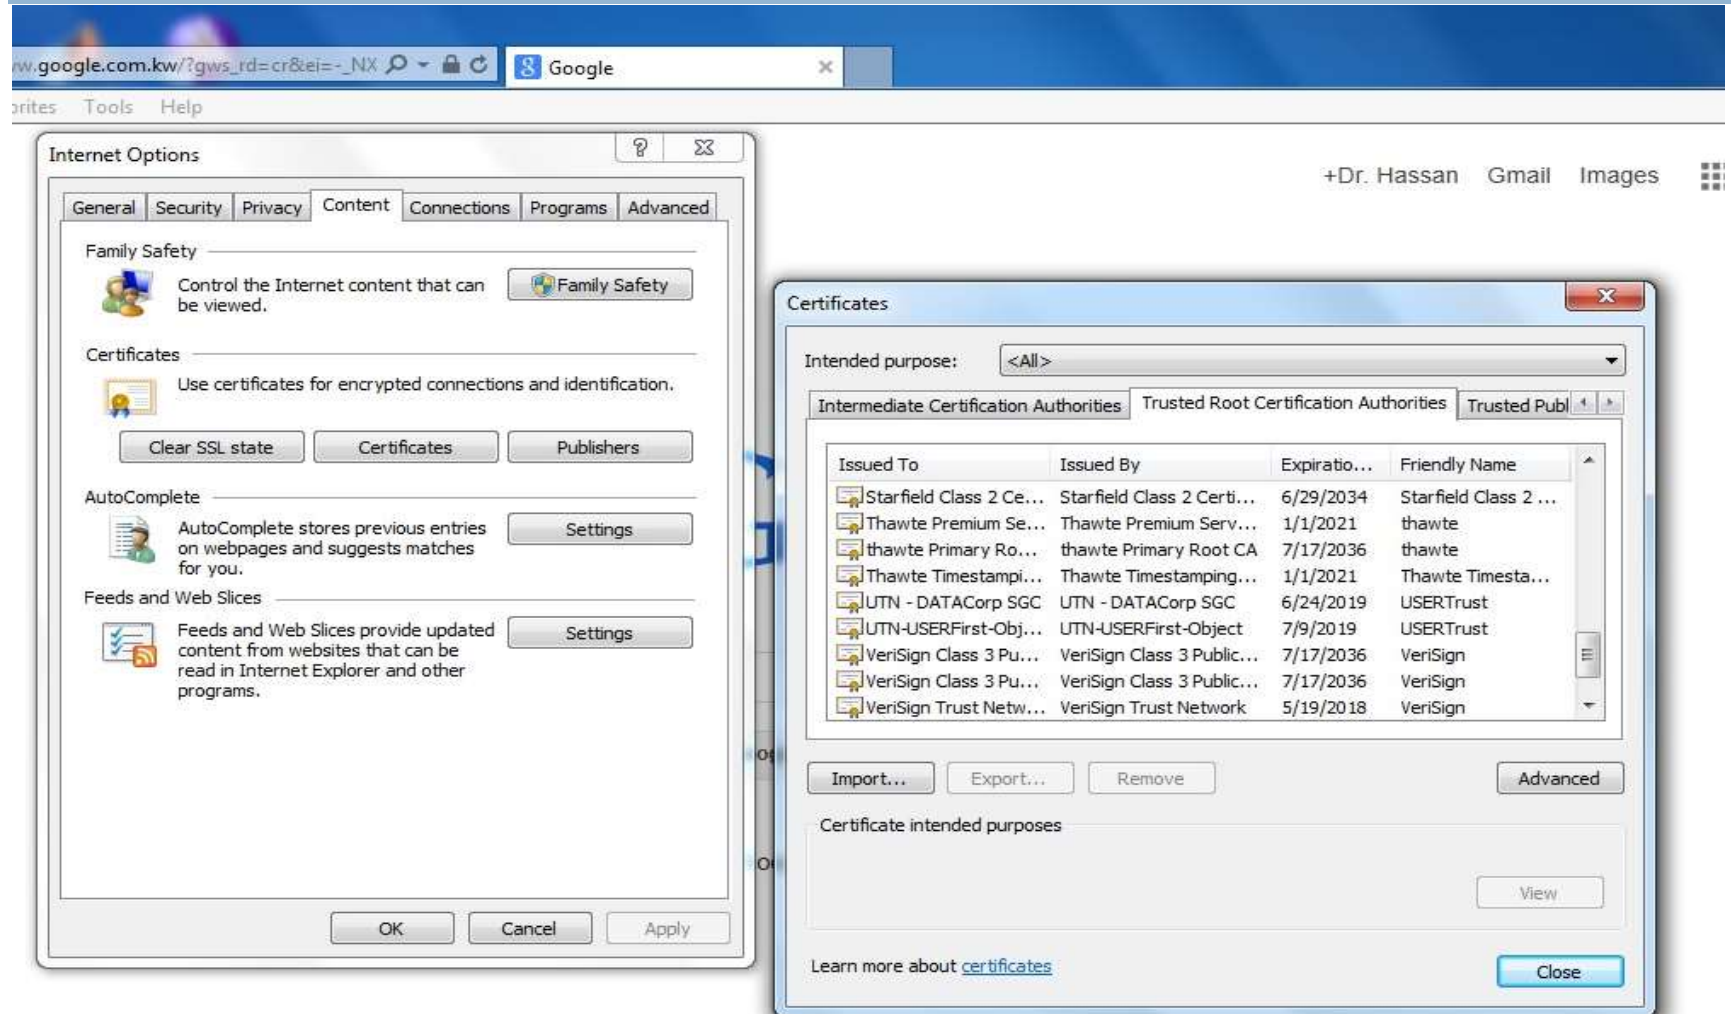 ww.google.com.kw/?gws_rd=cr&ei=-_NX
Google
orites Tools Help
+Dr. Hassan Gmail Images
Internet Options
General Security Privacy Content Connections Programs Advanced
Family Safety
Control the Internet content that can
be viewed.
Family Safety
Certificates
Use certificates for encrypted connections and identification.
Clear SSL state Certificates Publishers
AutoComplete
AutoComplete stores previous entries
on webpages and suggests matches
for you.
Settings
Feeds and Web Slices
Feeds and Web Slices provide updated
content from websites that can be
read in Internet Explorer and other
programs.
Settings
OK Cancel Apply
Certificates
Intended purpose: <All>
Intermediate Certification Authorities Trusted Root Certification Authorities Trusted Publ
Issued To Issued By Expiratio... Friendly Name
Starfield Class 2 Ce... Starfield Class 2 Certi... 6/29/2034 Starfield Class 2 ...
Thawte Premium Se... Thawte Premium Serv... 1/1/2021 thawte
thawte Primary Ro... thawte Primary Root CA 7/17/2036 thawte
Thawte Timestampi... Thawte Timestamping... 1/1/2021 Thawte Timesta...
UTN - DATACorp SGC UTN - DATACorp SGC 6/24/2019 USERTrust
UTN-USERFirst-Obj... UTN-USERFirst-Object 7/9/2019 USERTrust
VeriSign Class 3 Pu... VeriSign Class 3 Public... 7/17/2036 VeriSign
VeriSign Class 3 Pu... VeriSign Class 3 Public... 7/17/2036 VeriSign
VeriSign Trust Netw... VeriSign Trust Network 5/19/2018 VeriSign
Import... Export... Remove Advanced
Certificate intended purposes
View
Learn more about certificates
Close